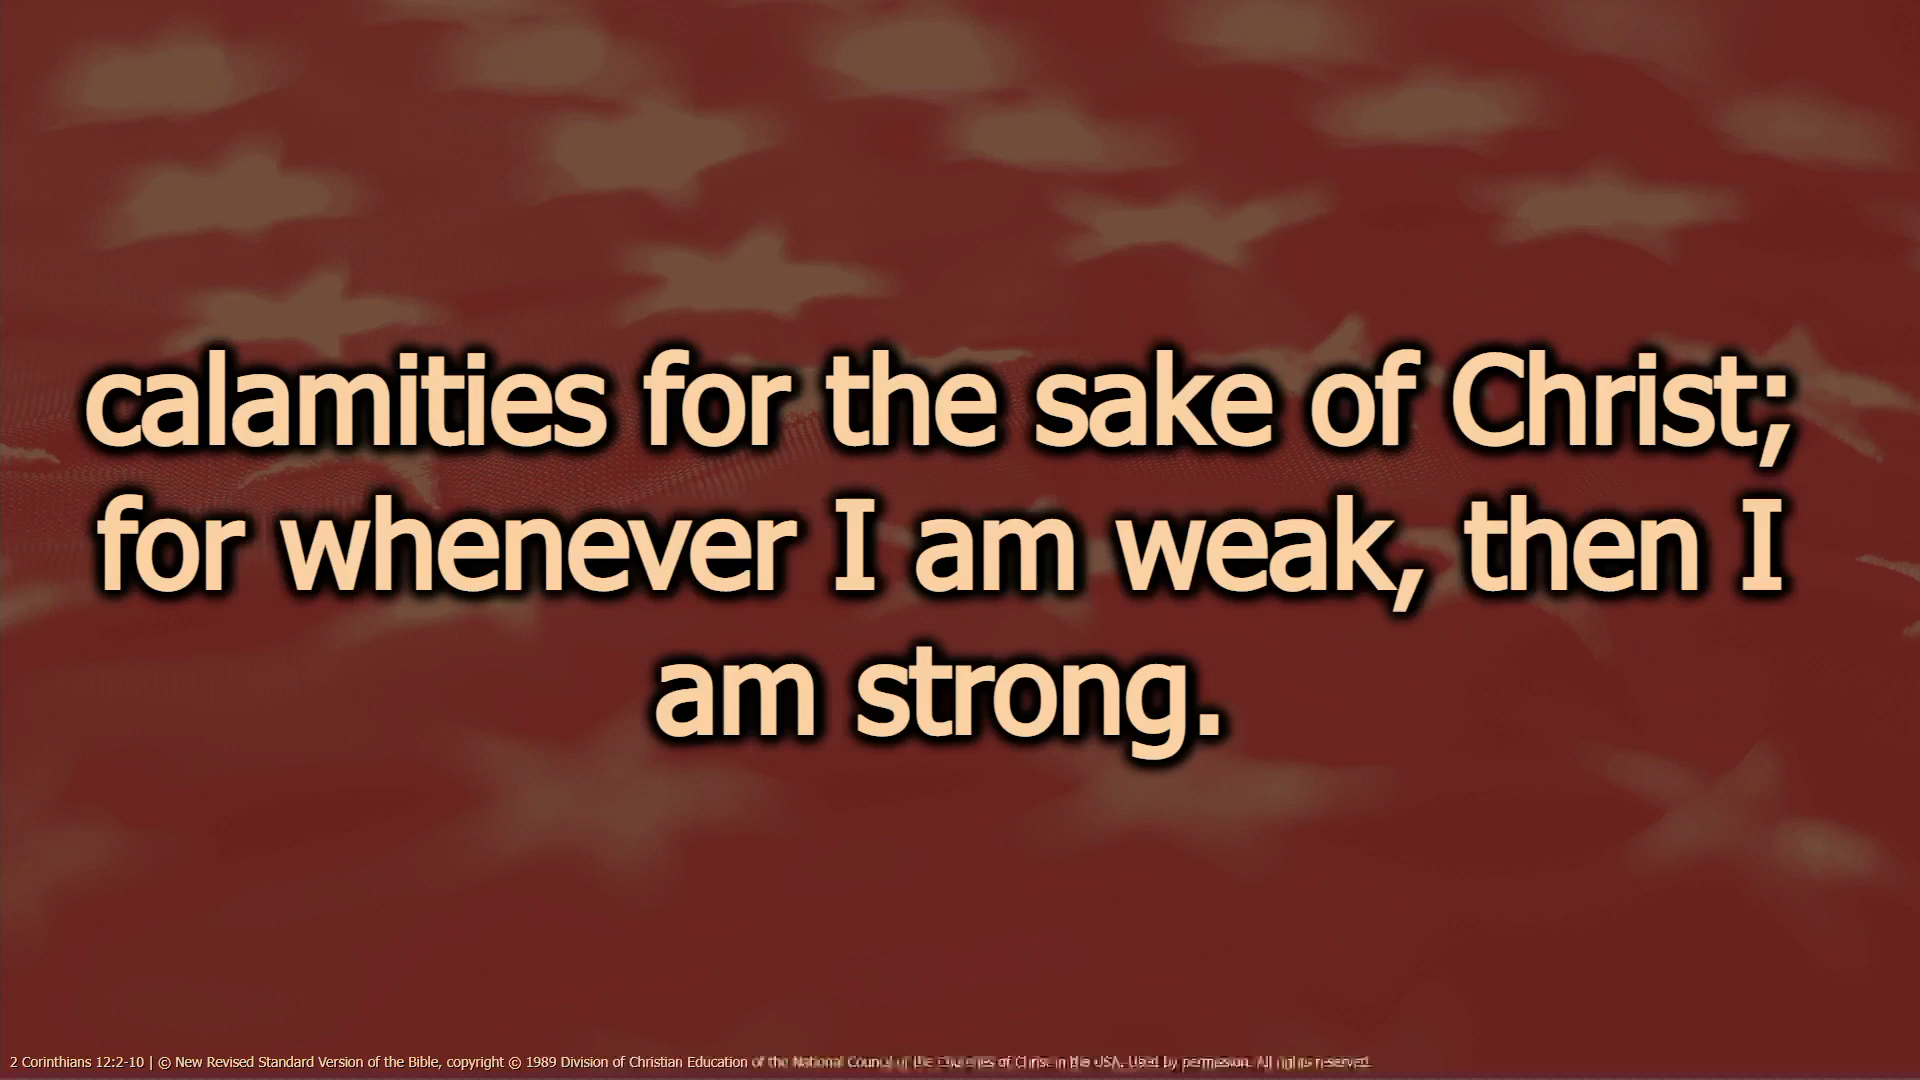 calamities for the sake of Christ;
for whenever I am weak, then I
am strong.
2 Corinthians 12:2-10 | © New Revised Standard Version of the Bible, copyright © 1989 Division of Christian Education of the National Council of the Churches of Christ in the USA. Used by permission. All rights reserved.